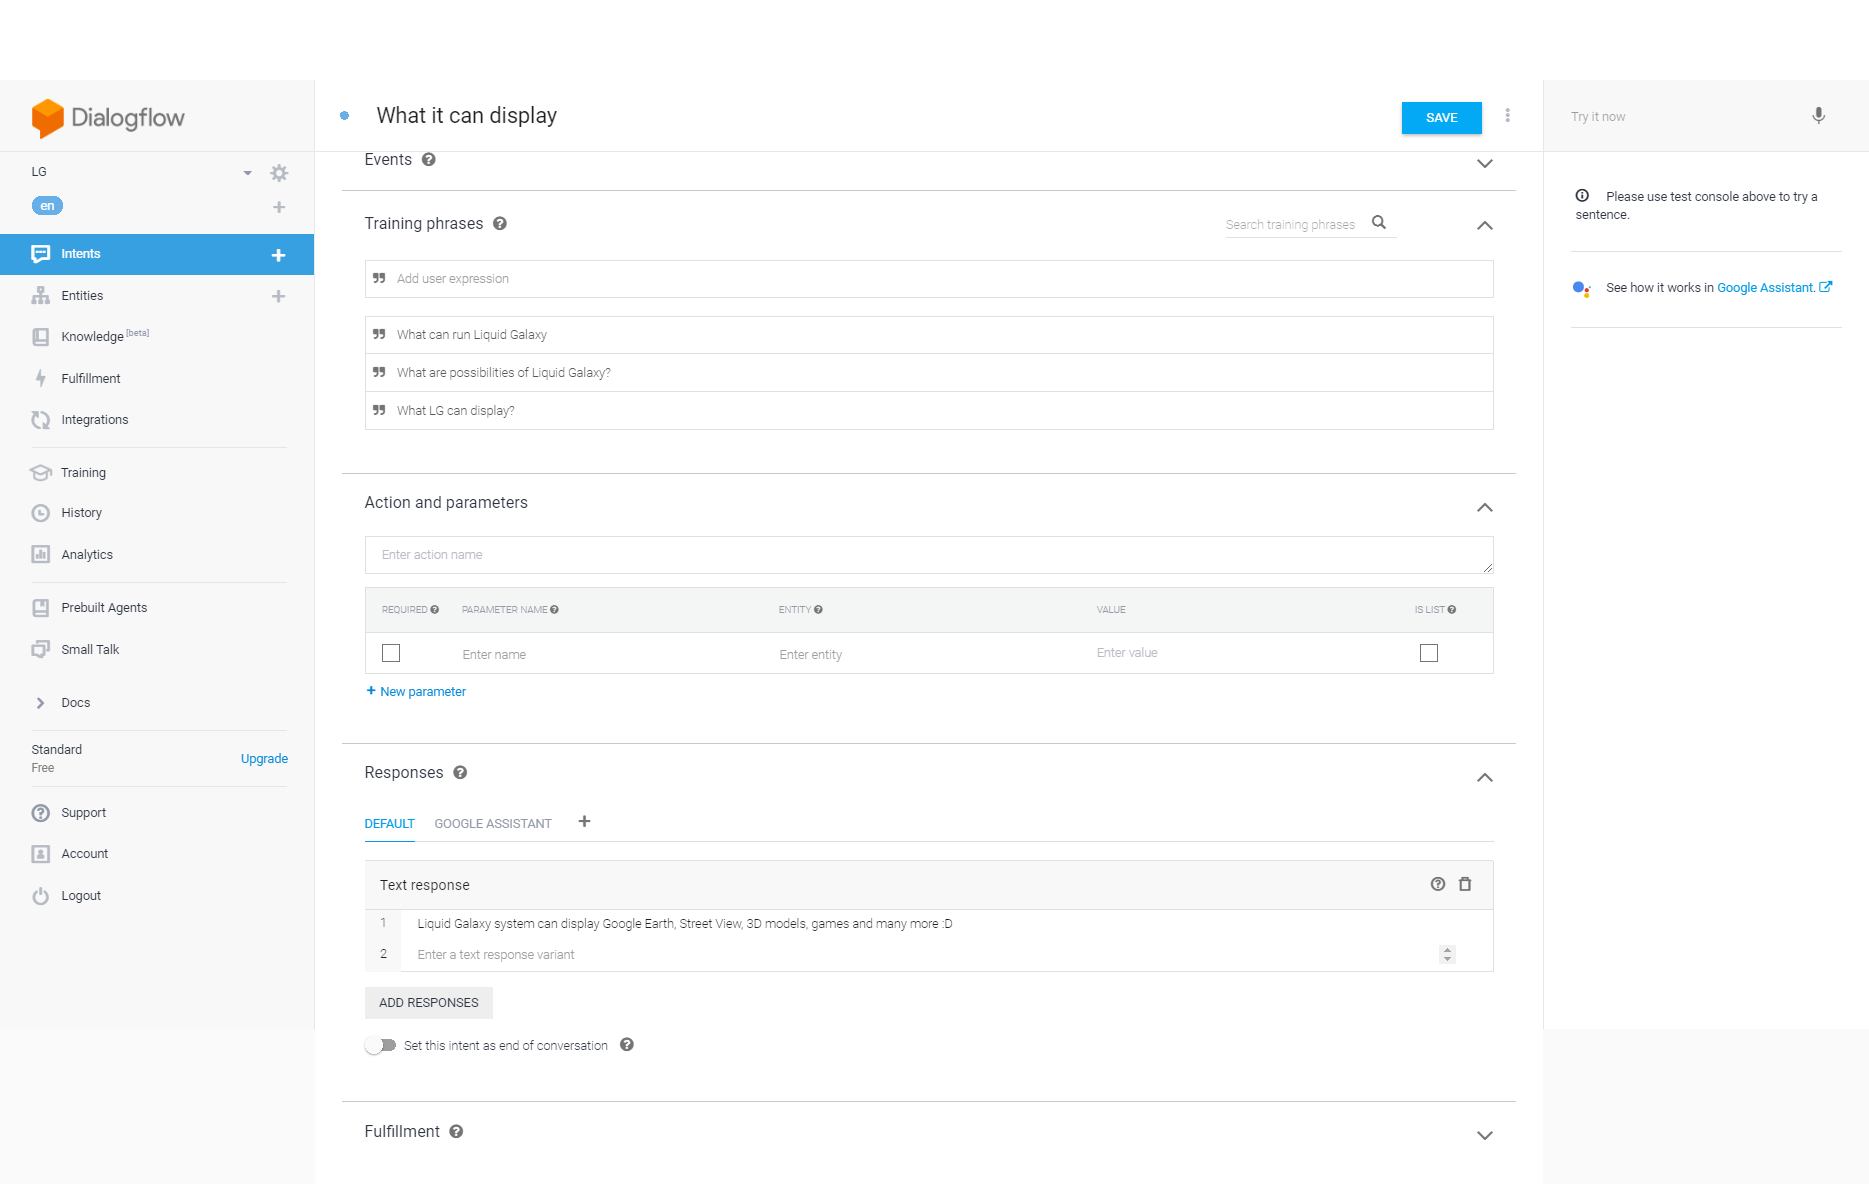 Dialogflow
LG
en
Intents
Entities
Knowledge [beta]
Fulfillment
Integrations
Training
History
Analytics
Prebuilt Agents
Small Talk
Docs
Standard
Free
Upgrade
Support
Account
Logout
What it can display
SAVE
Events
Training phrases
Search training phrases
Add user expression
What can run Liquid Galaxy
What are possibilities of Liquid Galaxy?
What LG can display?
Action and parameters
Enter action name
REQUIRED PARAMETER NAME ENTITY VALUE IS LIST
Enter name Enter entity Enter value
+ New parameter
Responses
DEFAULT GOOGLE ASSISTANT +
Text response
1 Liquid Galaxy system can display Google Earth, Street View, 3D models, games and many more :D
2 Enter a text response variant
ADD RESPONSES
Set this intent as end of conversation
Fulfillment
Try it now
Please use test console above to try a
sentence.
See how it works in Google Assistant.